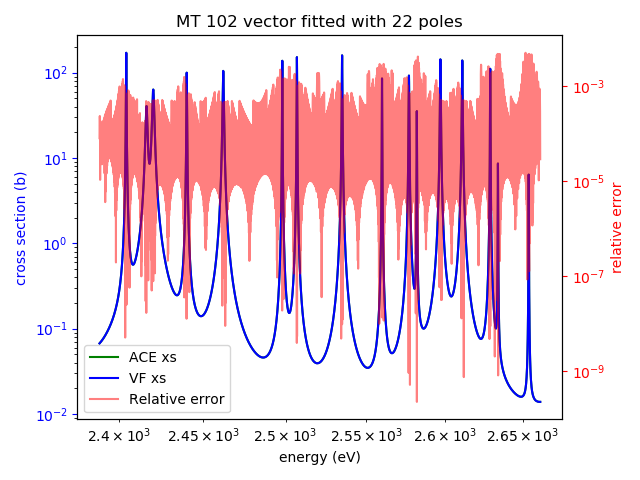 MT 102 vector fitted with 22 poles
10² 10⁻³
10¹ 10⁻⁵
10⁰ 10⁻⁷
10⁻¹ 10⁻⁹
10⁻²
cross section (b)
relative error
ACE xs
VF xs
Relative error
2.4 × 10³ 2.45 × 10³ 2.5 × 10³ 2.55 × 10³ 2.6 × 10³ 2.65 × 10³
energy (eV)